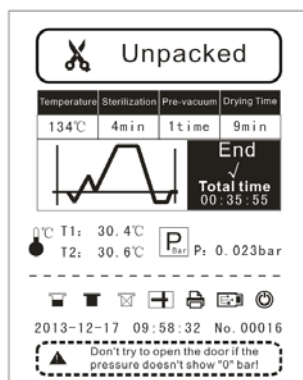 Unpacked
Temperature Sterilization Pre-vacuum Drying Time
134℃ 4min 1time 9min
End
√
Total time
00:35:55
℃ T1: 30.4℃
T2: 30.6℃
P Bar P: 0.023bar
2013-12-17 09:58:32 No.00016
Don't try to open the door if the
pressure doesn't show "0" bar!